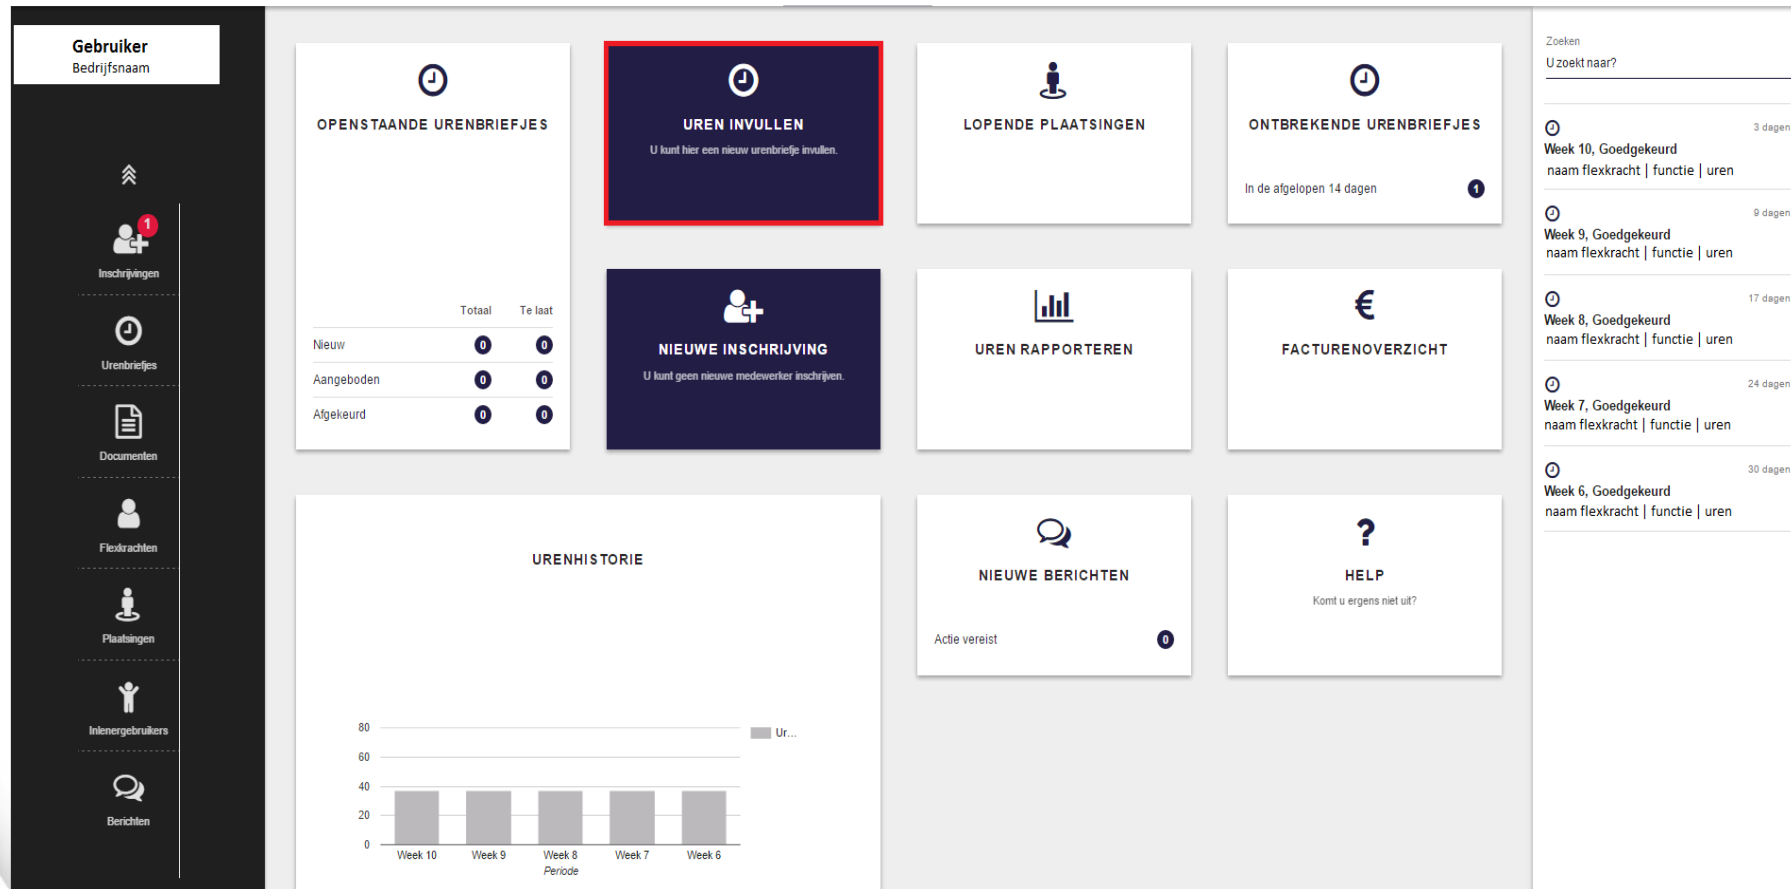 Gebruiker
Bedrijfsnaam
1
Inschrijvingen
Urenbriefjes
Documenten
Flexkrachten
Plaatsingen
Inlenergebruikers
Berichten
OPENSTAANDE URENBRIEFJES
Totaal Te laat
Nieuw 0 0
Aangeboden 0 0
Afgekeurd 0 0
UREN INVULLEN
U kunt hier een nieuw urenbriefje invullen.
LOPENDE PLAATSINGEN
ONTBREKENDE URENBRIEFJES
In de afgelopen 14 dagen 1
NIEUWE INSCHRIJVING
U kunt geen nieuwe medewerker inschrijven.
UREN RAPPORTEREN
€
FACTURENOVERZICHT
URENHISTORIE
80
60
40
20
0
Week 10 Week 9 Week 8 Week 7 Week 6
Periode
Ur...
NIEUWE BERICHTEN
Actie vereist 0
?
HELP
Komt u ergens niet uit?
Zoeken
U zoekt naar?
3 dagen
Week 10, Goedgekeurd
naam flexkracht | functie | uren
9 dagen
Week 9, Goedgekeurd
naam flexkracht | functie | uren
17 dagen
Week 8, Goedgekeurd
naam flexkracht | functie | uren
24 dagen
Week 7, Goedgekeurd
naam flexkracht | functie | uren
30 dagen
Week 6, Goedgekeurd
naam flexkracht | functie | uren